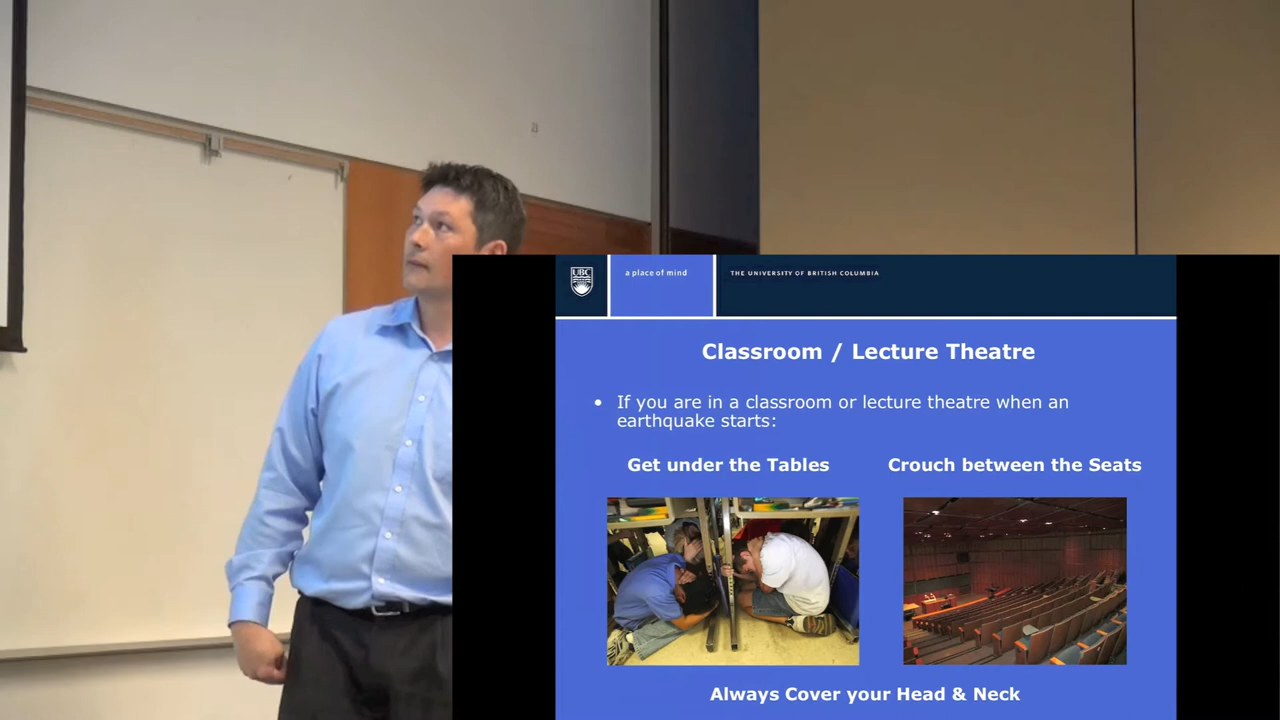 UBC
a place of mind
THE UNIVERSITY OF BRITISH COLUMBIA
Classroom / Lecture Theatre
• If you are in a classroom or lecture theatre when an
earthquake starts:
Get under the Tables
Crouch between the Seats
Always Cover your Head & Neck